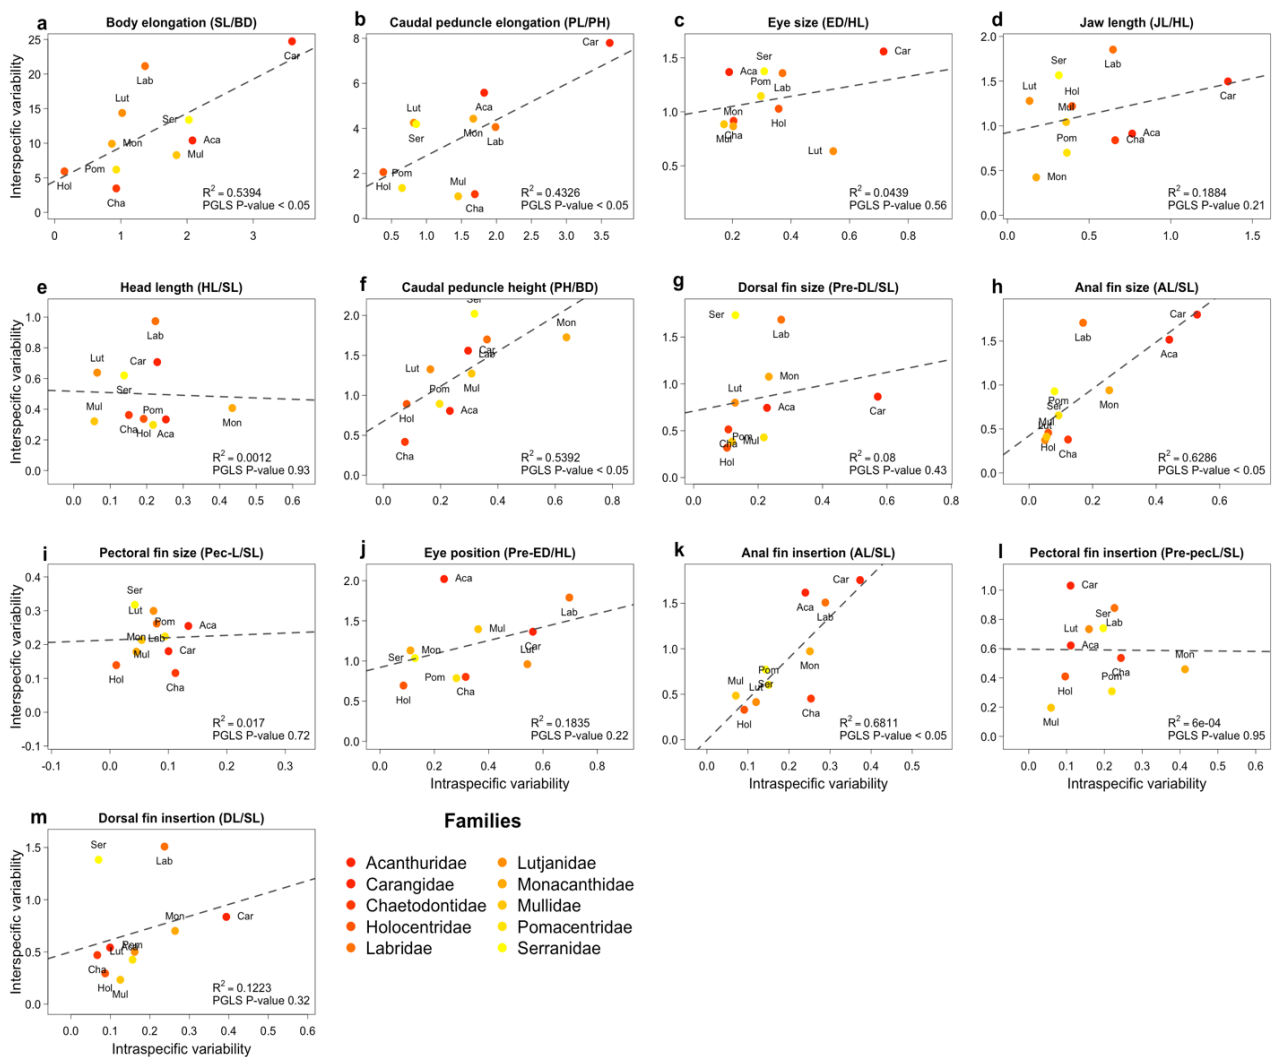 a
Body elongation (SL/BD)
Interspecific variability
25
20
15
10
5
0
0
1
2
3
Car
Lab
Lut
Ser
Mon
Aca
Mul
Pom
Hol
Cha
R² = 0.5394
PGLS P-value < 0.05
b
Caudal peduncle elongation (PL/PH)
8
6
4
2
0
0.5
1.0
1.5
2.0
2.5
3.0
3.5
Car
Aca
Lut
Ser
Mon
Lab
Hol
Pom
Mul
Cha
R² = 0.4326
PGLS P-value < 0.05
c
Eye size (ED/HL)
1.5
1.0
0.5
0.2
0.4
0.6
0.8
Ser
Car
Aca
Pom
Lab
Mon
Hol
Cha
Mul
Lut
R² = 0.0439
PGLS P-value 0.56
d
Jaw length (JL/HL)
2.0
1.5
1.0
0.5
0.0
0.0
0.5
1.0
1.5
Ser
Lab
Lut
Hol
Car
Mul
Aca
Cha
Pom
Mon
R² = 0.1884
PGLS P-value 0.21
e
Head length (HL/SL)
Interspecific variability
1.0
0.8
0.6
0.4
0.2
0.0
0.0
0.1
0.2
0.3
0.4
0.5
0.6
Lab
Lut
Car
Ser
Mul
Pom
Cha
Hol
Aca
Mon
R² = 0.0012
PGLS P-value 0.93
f
Caudal peduncle height (PH/BD)
2.0
1.5
1.0
0.5
0.0
0.0
0.2
0.4
0.6
0.8
Ser
Mon
Car
Lab
Lut
Mul
Pom
Hol
Aca
Cha
R² = 0.5392
PGLS P-value < 0.05
g
Dorsal fin size (Pre-DL/SL)
1.5
1.0
0.5
0.0
0.0
0.2
0.4
0.6
0.8
Ser
Lab
Mon
Lut
Aca
Car
Pom
Mul
Cha
Hol
R² = 0.08
PGLS P-value 0.43
h
Anal fin size (AL/SL)
1.5
1.0
0.5
0.0
0.0
0.2
0.4
0.6
Car
Lab
Aca
Mon
Pom
Ser
Mul
Lut
Hol
Cha
R² = 0.6286
PGLS P-value < 0.05
i
Pectoral fin size (Pec-L/SL)
Interspecific variability
0.4
0.3
0.2
0.1
0.0
-0.1
-0.1
0.0
0.1
0.2
0.3
Ser
Lut
Pom
Aca
Mon
Lab
Mul
Car
Hol
Cha
R² = 0.017
PGLS P-value 0.72
j
Eye position (Pre-ED/HL)
2.0
1.5
1.0
0.5
0.0
0.0
0.2
0.4
0.6
0.8
Intraspecific variability
Aca
Lab
Mul
Car
Mon
Ser
Lut
Pom
Cha
Hol
R² = 0.1835
PGLS P-value 0.22
k
Anal fin insertion (AL/SL)
1.5
1.0
0.5
0.0
0.0
0.1
0.2
0.3
0.4
0.5
Intraspecific variability
Car
Aca
Lab
Mon
Pom
Ser
Mul
Lut
Hol
Cha
R² = 0.6811
PGLS P-value < 0.05
l
Pectoral fin insertion (Pre-pecL/SL)
1.0
0.8
0.6
0.4
0.2
0.0
0.0
0.1
0.2
0.3
0.4
0.5
0.6
Intraspecific variability
Car
Ser
Lab
Lut
Aca
Mon
Cha
Pom
Hol
Mul
R² = 6e-04
PGLS P-value 0.95
m
Dorsal fin insertion (DL/SL)
Interspecific variability
1.5
1.0
0.5
0.0
0.0
0.1
0.2
0.3
0.4
0.5
0.6
Intraspecific variability
Ser
Lab
Mon
Car
Pom
Aca
Lut
Cha
Hol
Mul
R² = 0.1223
PGLS P-value 0.32
Families
Acanthuridae
Carangidae
Chaetodontidae
Holocentridae
Labridae
Lutjanidae
Monacanthidae
Mullidae
Pomacentridae
Serranidae